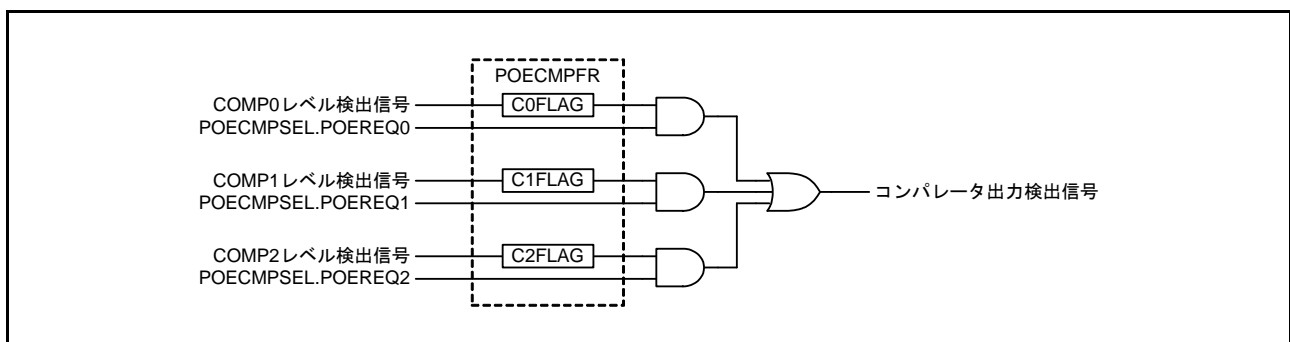 POECMPFR
COMP0レベル検出信号
C0FLAG
POECMPSEL.POEREQ0
COMP1レベル検出信号
C1FLAG
POECMPSEL.POEREQ1
コンパレータ出力検出信号
COMP2レベル検出信号
C2FLAG
POECMPSEL.POEREQ2